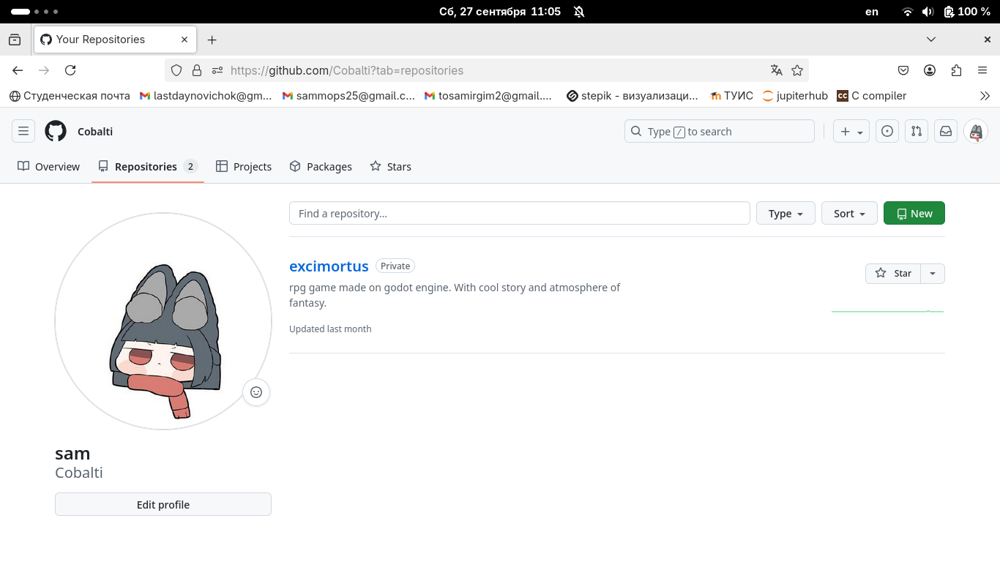 Сб, 27 сентября 11:05
en
100 %
Your Repositories
https://github.com/Cobalti?tab=repositories
Студенческая почта
lastdaynovichok@gm...
sammops25@gmail.c...
tosamirgim2@gmail....
stepik - визуализаци...
ТУИС
jupiterhub
CC
C compiler
Cobalti
Type / to search
Overview
Repositories 2
Projects
Packages
Stars
Find a repository...
Type
Sort
New
excimortus
Private
Star
rpg game made on godot engine. With cool story and atmosphere of
fantasy.
Updated last month
sam
Cobalti
Edit profile